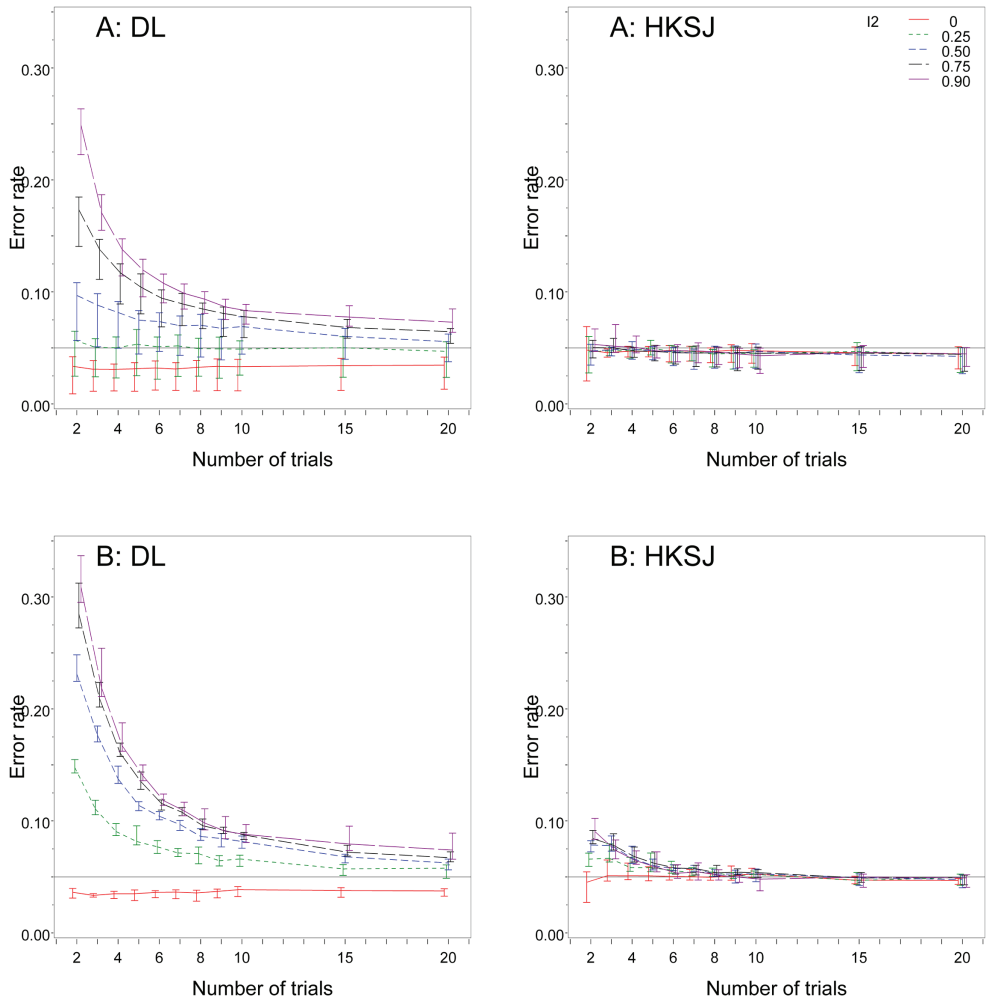 A: DL
0.30
0.20
0.10
0.00
Error rate
2 4 6 8 10 15 20
Number of trials
A: HKSJ
I2
0
0.25
0.50
0.75
0.90
0.30
0.20
0.10
0.00
Error rate
2 4 6 8 10 15 20
Number of trials
B: DL
0.30
0.20
0.10
0.00
Error rate
2 4 6 8 10 15 20
Number of trials
B: HKSJ
0.30
0.20
0.10
0.00
Error rate
2 4 6 8 10 15 20
Number of trials